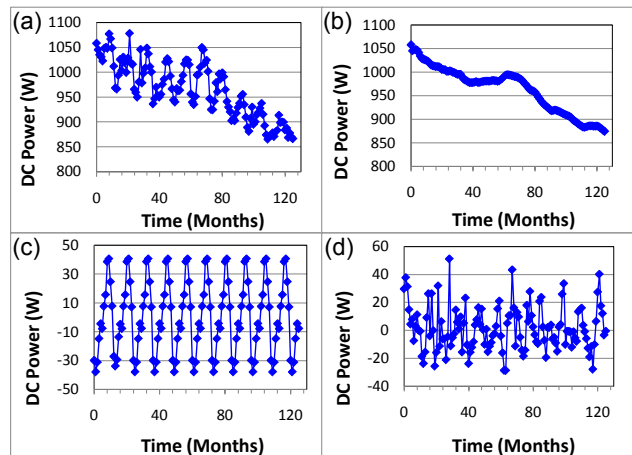 (a)
DC Power (W)
1100
1050
1000
950
900
850
800
0 40 80 120
Time (Months)
(b)
DC Power (W)
1100
1050
1000
950
900
850
800
0 40 80 120
Time (Months)
(c)
DC Power (W)
50
30
10
-10
-30
-50
0 40 80 120
Time (Months)
(d)
DC Power (W)
60
40
20
0
-20
-40
0 40 80 120
Time (Months)